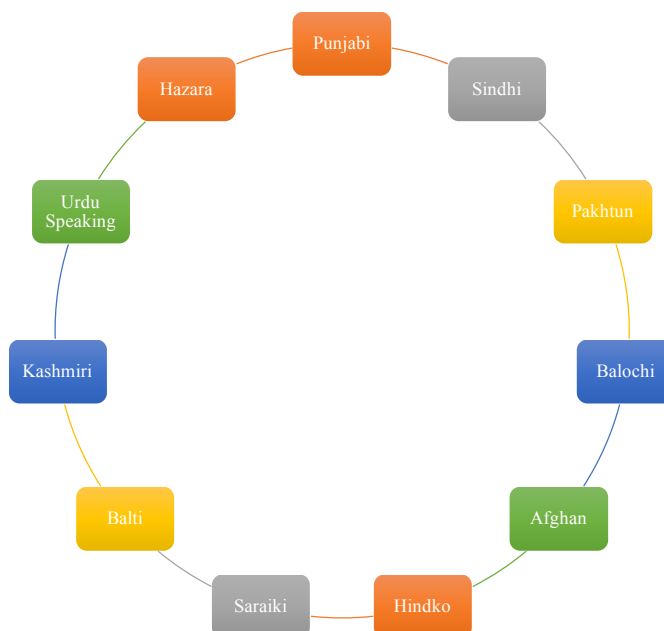 Punjabi
Sindhi
Pakhtun
Balochi
Afghan
Hindko
Saraiki
Balti
Kashmiri
Urdu
Speaking
Hazara